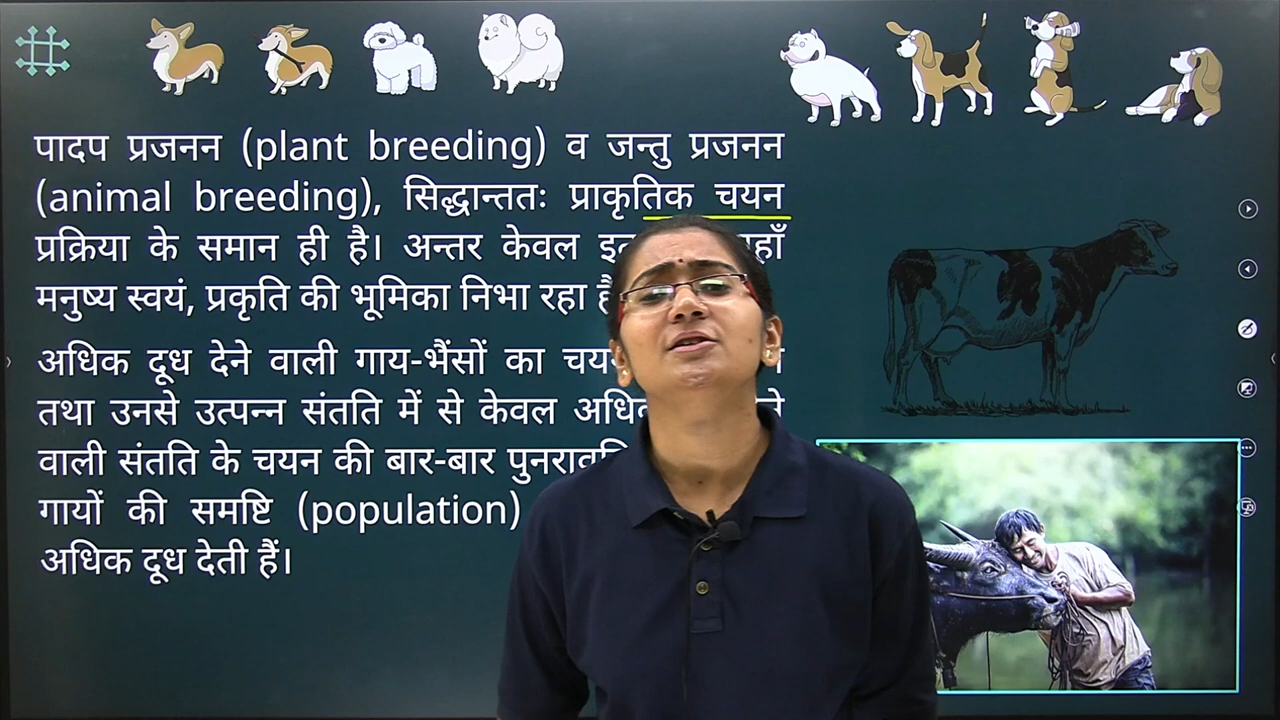 पादप प्रजनन (plant breeding) व जन्तु प्रजनन
(animal breeding), सिद्धान्ततः प्राकृतिक चयन
प्रक्रिया के समान ही है। अन्तर केवल
मनुष्य स्वयं, प्रकृति की भूमिका निभा रहा
अधिक दूध देने वाली गाय-भैंसों का
तथा उनसे उत्पन्न संतति में से केवल
वाली संतति के चयन की बार-बार
गायों की समष्टि (population)
अधिक दूध देती हैं।